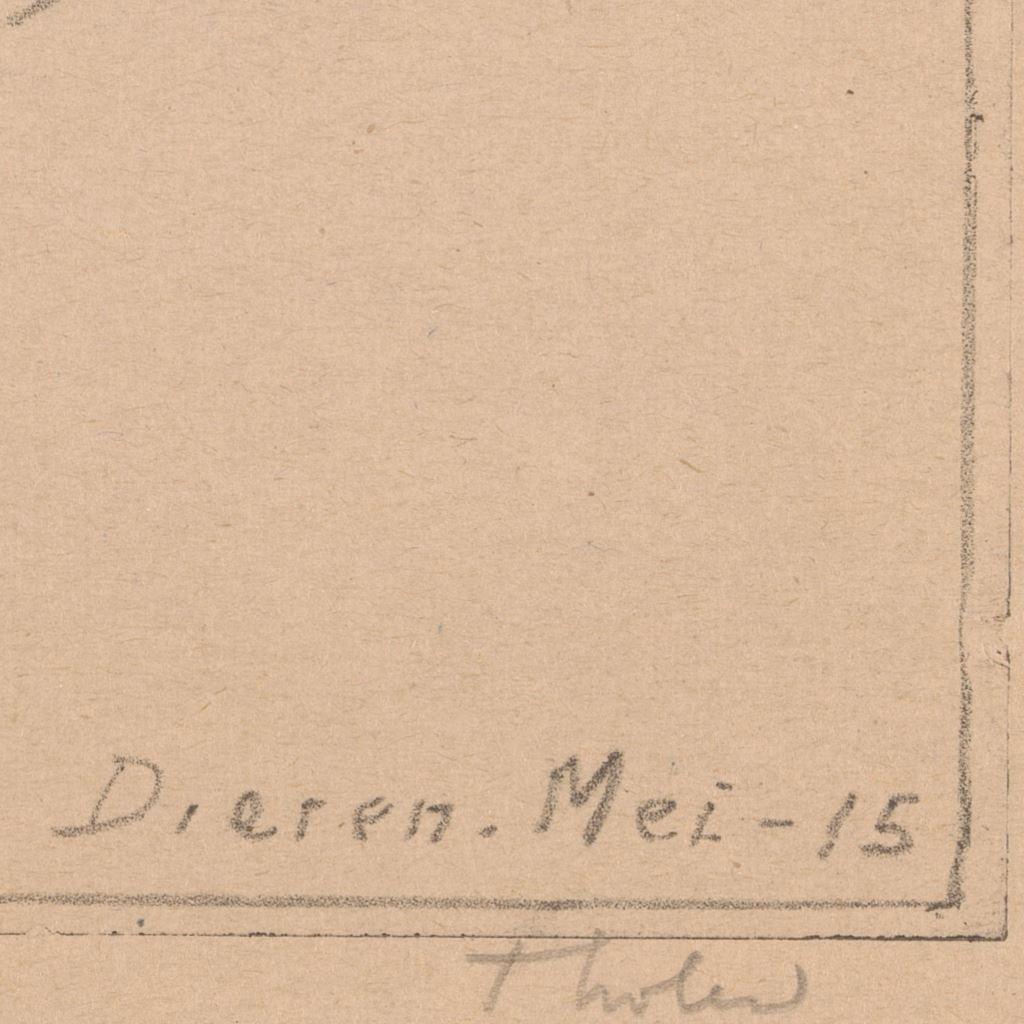 Dieren. Mei - 15
Tholen